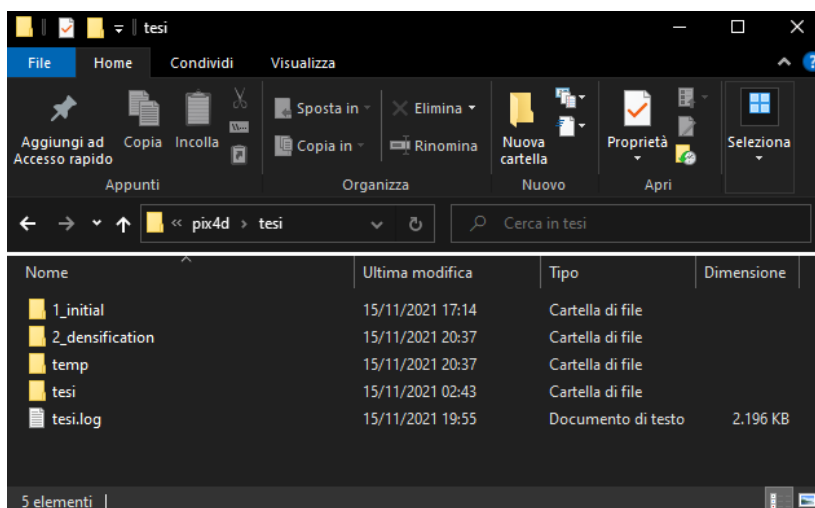 tesi
File Home Condividi Visualizza
Aggiungi ad Accesso rapido
Copia
Incolla
Sposta in
Copia in
Elimina
Rinomina
Nuova cartella
Proprietà
Seleziona
Appunti Organizza Nuovo Apri
« pix4d › tesi
Cerca in tesi
Nome Ultima modifica Tipo Dimensione
1_initial 15/11/2021 17:14 Cartella di file
2_densification 15/11/2021 20:37 Cartella di file
temp 15/11/2021 20:37 Cartella di file
tesi 15/11/2021 02:43 Cartella di file
tesi.log 15/11/2021 19:55 Documento di testo 2.196 KB
5 elementi